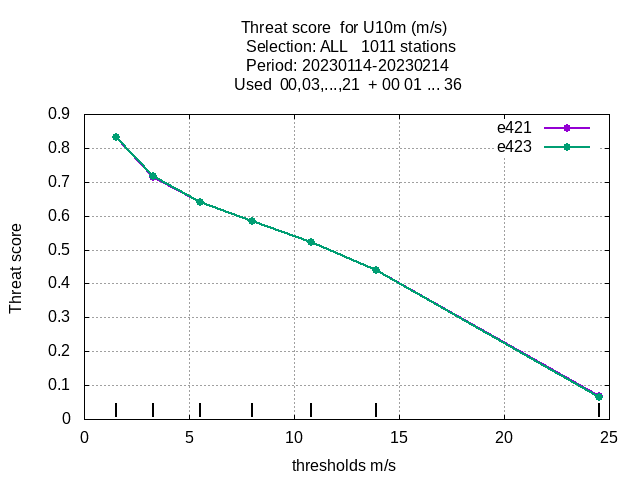 Threat score  for U10m (m/s)
Selection: ALL   1011 stations
Period: 20230114-20230214
Used  00,03,...,21  + 00 01 ... 36
e421
e423
0.9
0.8
0.7
0.6
0.5
0.4
0.3
0.2
0.1
0
Threat score
0 5 10 15 20 25
thresholds m/s